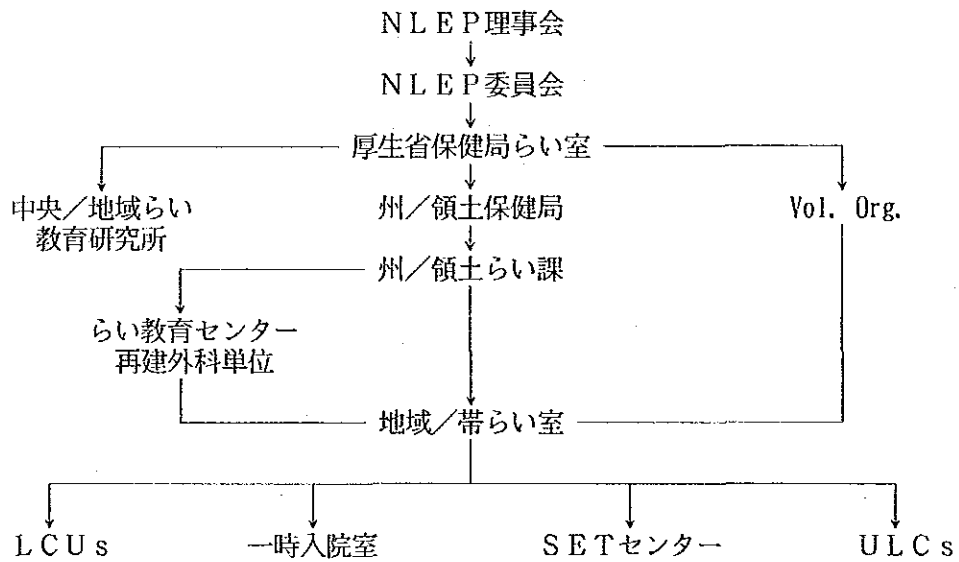 ＮＬＥＰ理事会
ＮＬＥＰ委員会
厚生省保健局らい室
中央／地域らい
教育研究所
州／領土保健局
Vol. Org.
州／領土らい課
らい教育センター
再建外科単位
地域／帯らい室
ＬＣＵｓ
一時入院室
ＳＥＴセンター
ＵＬＣｓ